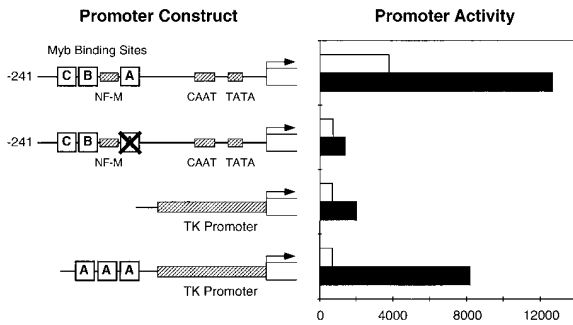 Promoter Construct
Promoter Activity
Myb Binding Sites
-241 C B A
NF-M CAAT TATA
-241 C B
NF-M CAAT TATA
TK Promoter
A A A
TK Promoter
0 4000 8000 12000